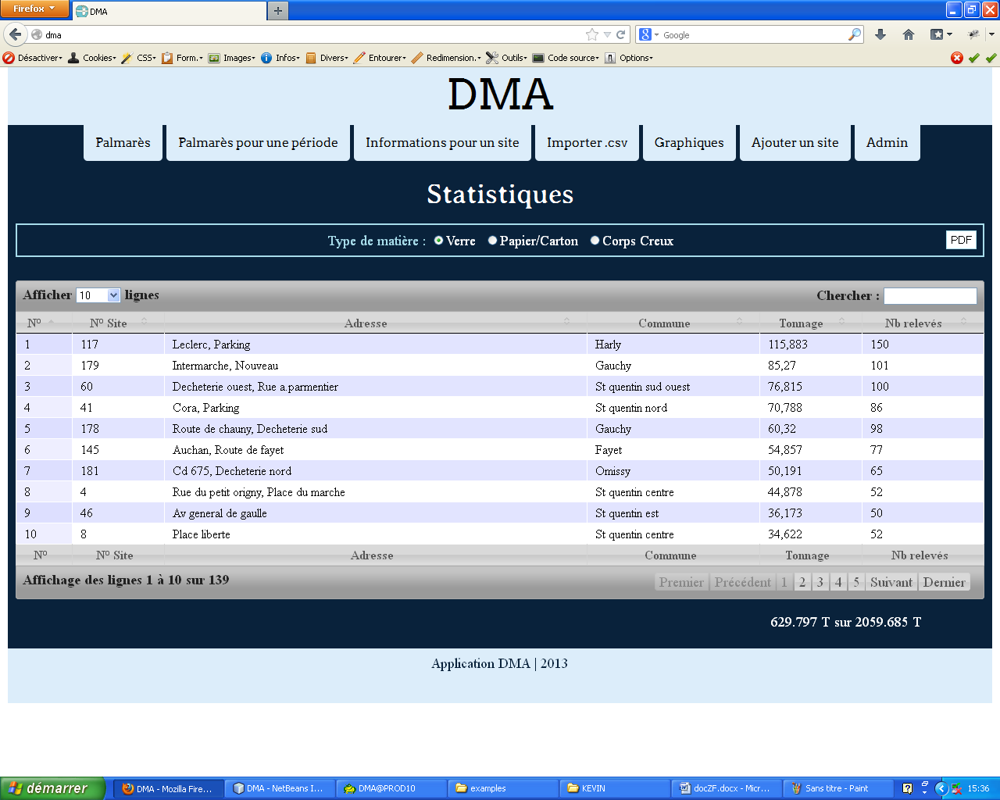 Firefox
DMA
dma
Google
Désactiver Cookies CSS Form. Images Infos Divers Entourer Redimension. Outils Code source Options
DMA
Palmarès Palmarès pour une période Informations pour un site Importer .csv Graphiques Ajouter un site Admin
Statistiques
Type de matière : Verre Papier/Carton Corps Creux PDF
Afficher 10 lignes Chercher :
N° N° Site Adresse Commune Tonnage Nb relevés
1 117 Leclerc, Parking Harly 115,883 150
2 179 Intermarche, Nouveau Gauchy 85,27 101
3 60 Decheterie ouest, Rue a.parmentier St quentin sud ouest 76,815 100
4 41 Cora, Parking St quentin nord 70,788 86
5 178 Route de chauny, Decheterie sud Gauchy 60,32 98
6 145 Auchan, Route de fayet Fayet 54,857 77
7 181 Cd 675, Decheterie nord Omissy 50,191 65
8 4 Rue du petit origny, Place du marche St quentin centre 44,878 52
9 46 Av general de gaulle St quentin est 36,173 50
10 8 Place liberte St quentin centre 34,622 52
N° N° Site Adresse Commune Tonnage Nb relevés
Affichage des lignes 1 à 10 sur 139 Premier Précédent 1 2 3 4 5 Suivant Dernier
629.797 T sur 2059.685 T
Application DMA | 2013
démarrer DMA - Mozilla Fire... DMA - NetBeans I... DMA@PROD10 examples KEVIN docZF.docx - Micr... Sans titre - Paint 15:36